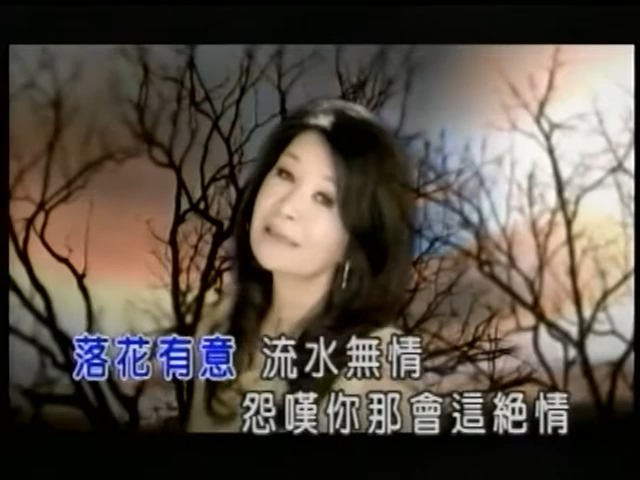 落花有意 流水無情
怨嘆你那會這絕情